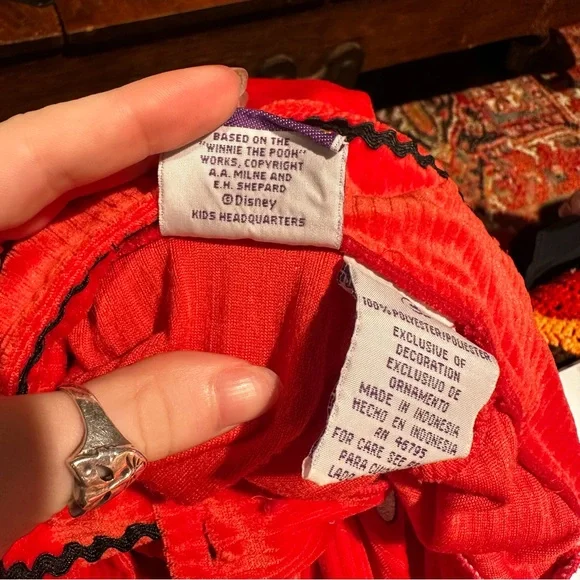 BASED ON THE
"WINNIE THE POOH"
WORKS, COPYRIGHT
A.A. MILNE AND
E.H. SHEPARD
©Disney
KIDS HEADQUARTERS
100% POLYESTER/POLIESTER
EXCLUSIVE OF
DECORATION
EXCLUSIVO DE
ORNAMENTO
MADE IN INDONESIA
HECHO EN INDONESIA
RN 46795
FOR CARE SEE
PARA